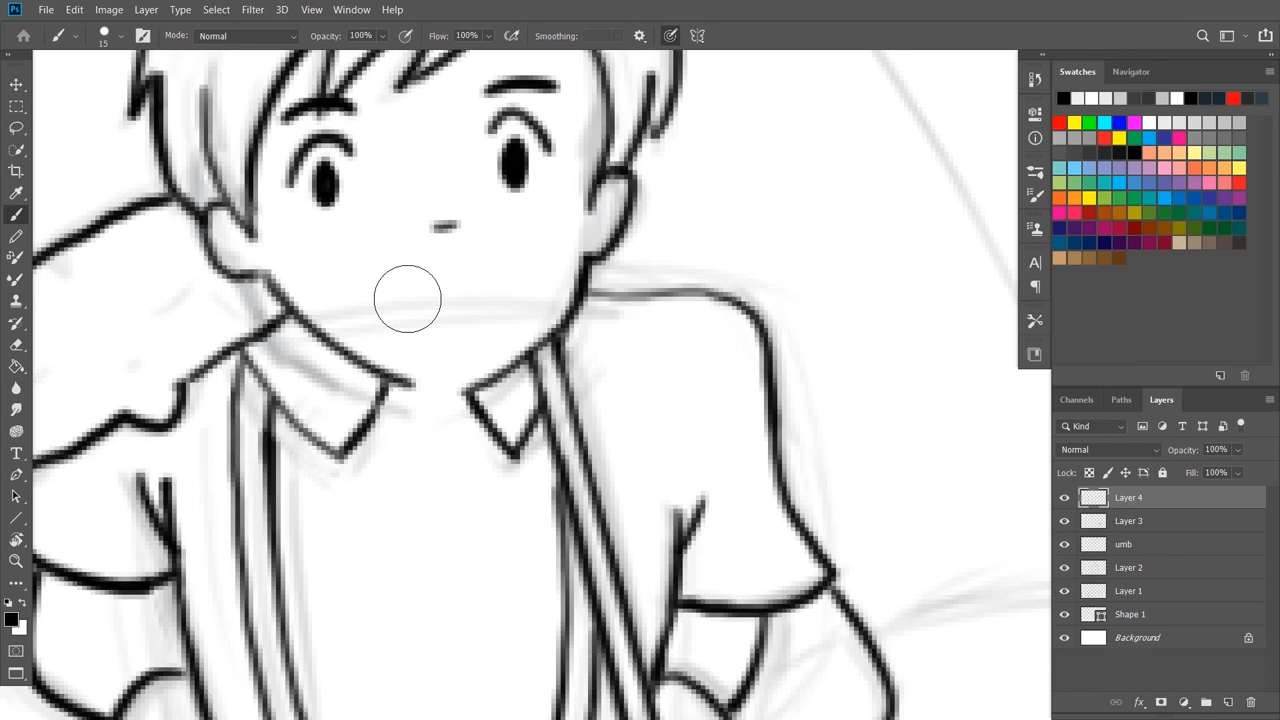 Ps File Edit Image Layer Type Select Filter 3D View Window Help
15 Mode: Normal Opacity: 100% Flow: 100% Smoothing:
Swatches Navigator
Channels Paths Layers
Kind
Normal Opacity: 100%
Lock: Fill: 100%
Layer 4
Layer 3
umb
Layer 2
Layer 1
Shape 1
Background